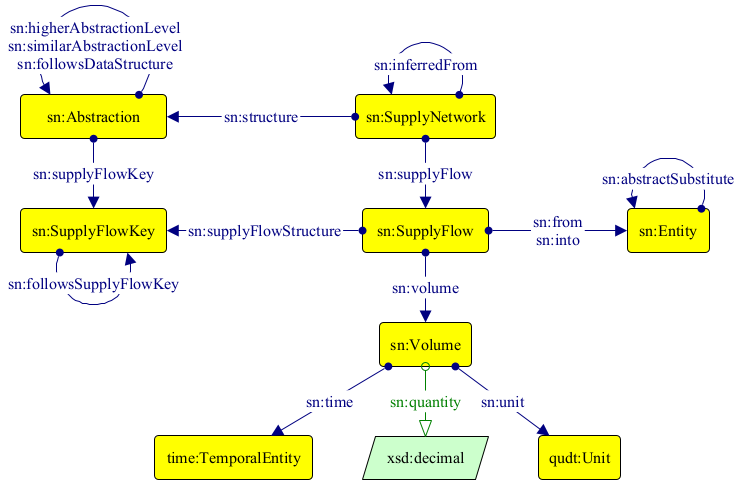 sn:higherAbstractionLevel
sn:similarAbstractionLevel
sn:followsDataStructure
sn:inferredFrom
sn:Abstraction
sn:structure
sn:SupplyNetwork
sn:supplyFlowKey
sn:supplyFlow
sn:abstractSubstitute
sn:SupplyFlowKey
sn:supplyFlowStructure
sn:SupplyFlow
sn:from
sn:into
sn:Entity
sn:followsSupplyFlowKey
sn:volume
sn:Volume
sn:time
sn:quantity
sn:unit
time:TemporalEntity
xsd:decimal
qudt:Unit